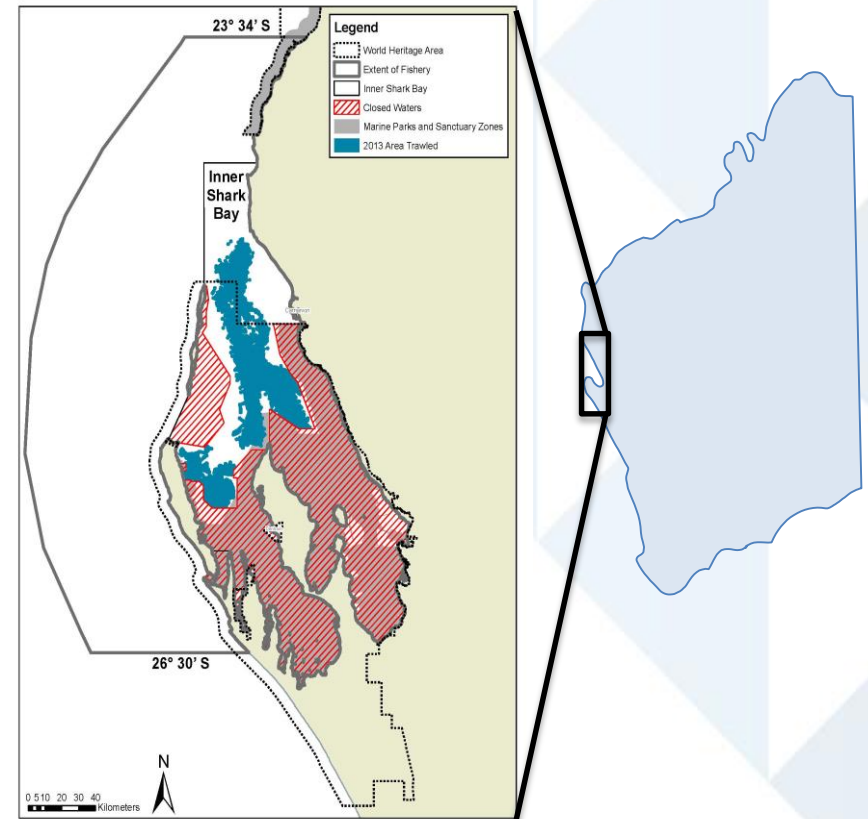 23° 34' S
Legend
World Heritage Area
Extent of Fishery
Inner Shark Bay
Closed Waters
Marine Parks and Sanctuary Zones
2013 Area Trawled
Inner
Shark
Bay
Carnarvon
26° 30' S
N
0 5 10 20 30 40
Kilometers